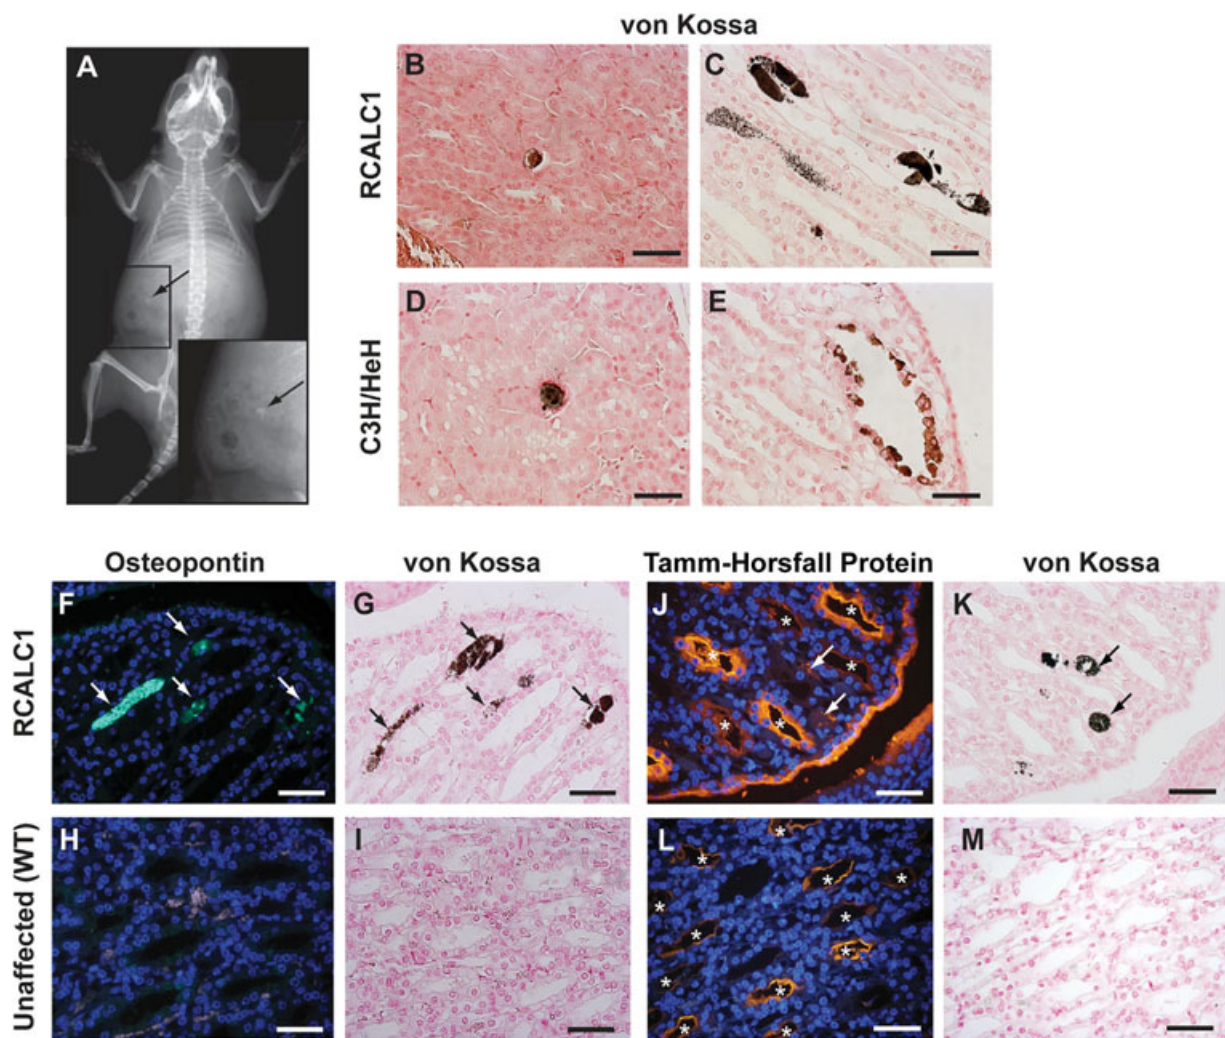 von Kossa
RCALC1
A
B
C
C3H/HeH
D
E
Osteopontin
von Kossa
Tamm-Horsfall Protein
von Kossa
RCALC1
F
G
J
K
Unaffected (WT)
H
I
L
M